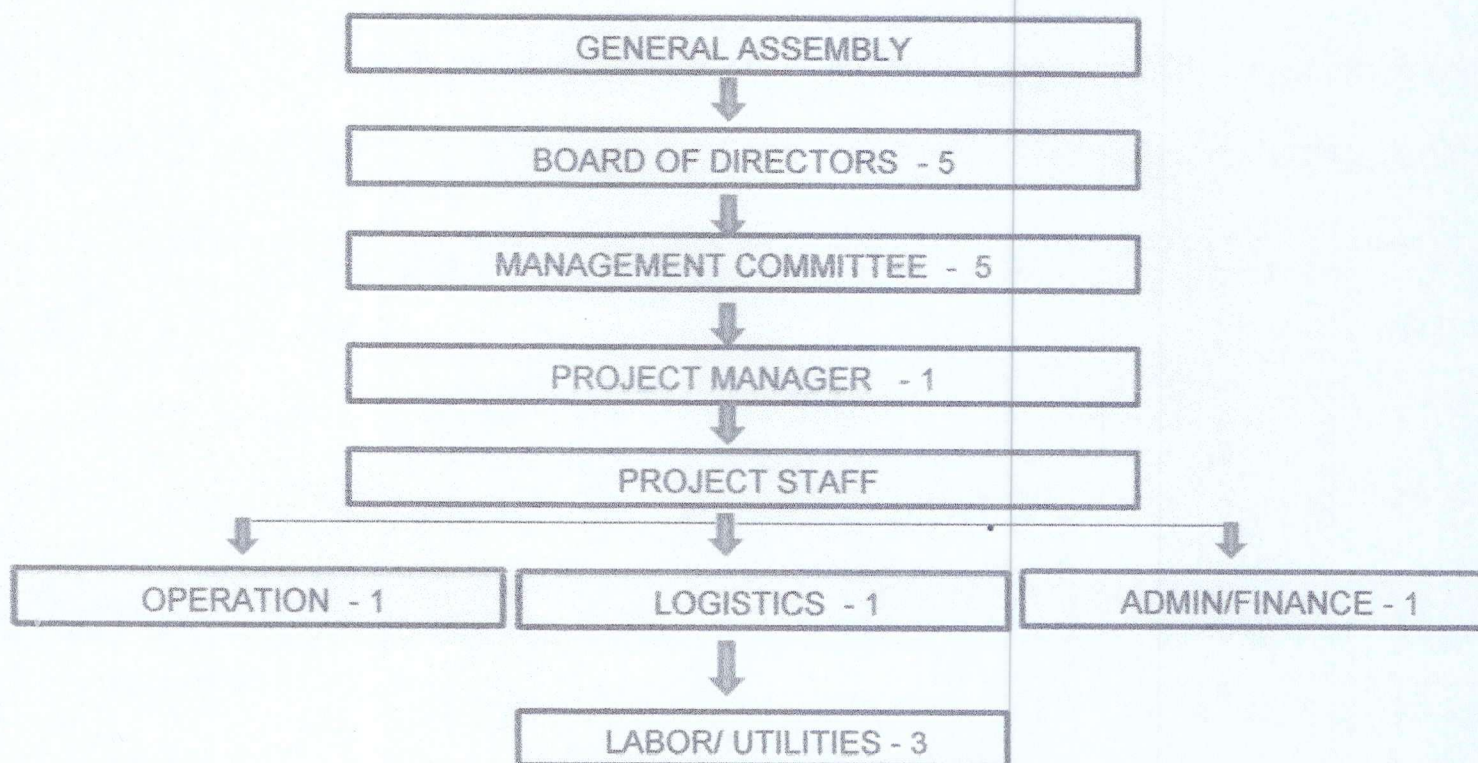 GENERAL ASSEMBLY
BOARD OF DIRECTORS - 5
MANAGEMENT COMMITTEE - 5
PROJECT MANAGER - 1
PROJECT STAFF
OPERATION - 1
LOGISTICS - 1
ADMIN/FINANCE - 1
LABOR/ UTILITIES - 3